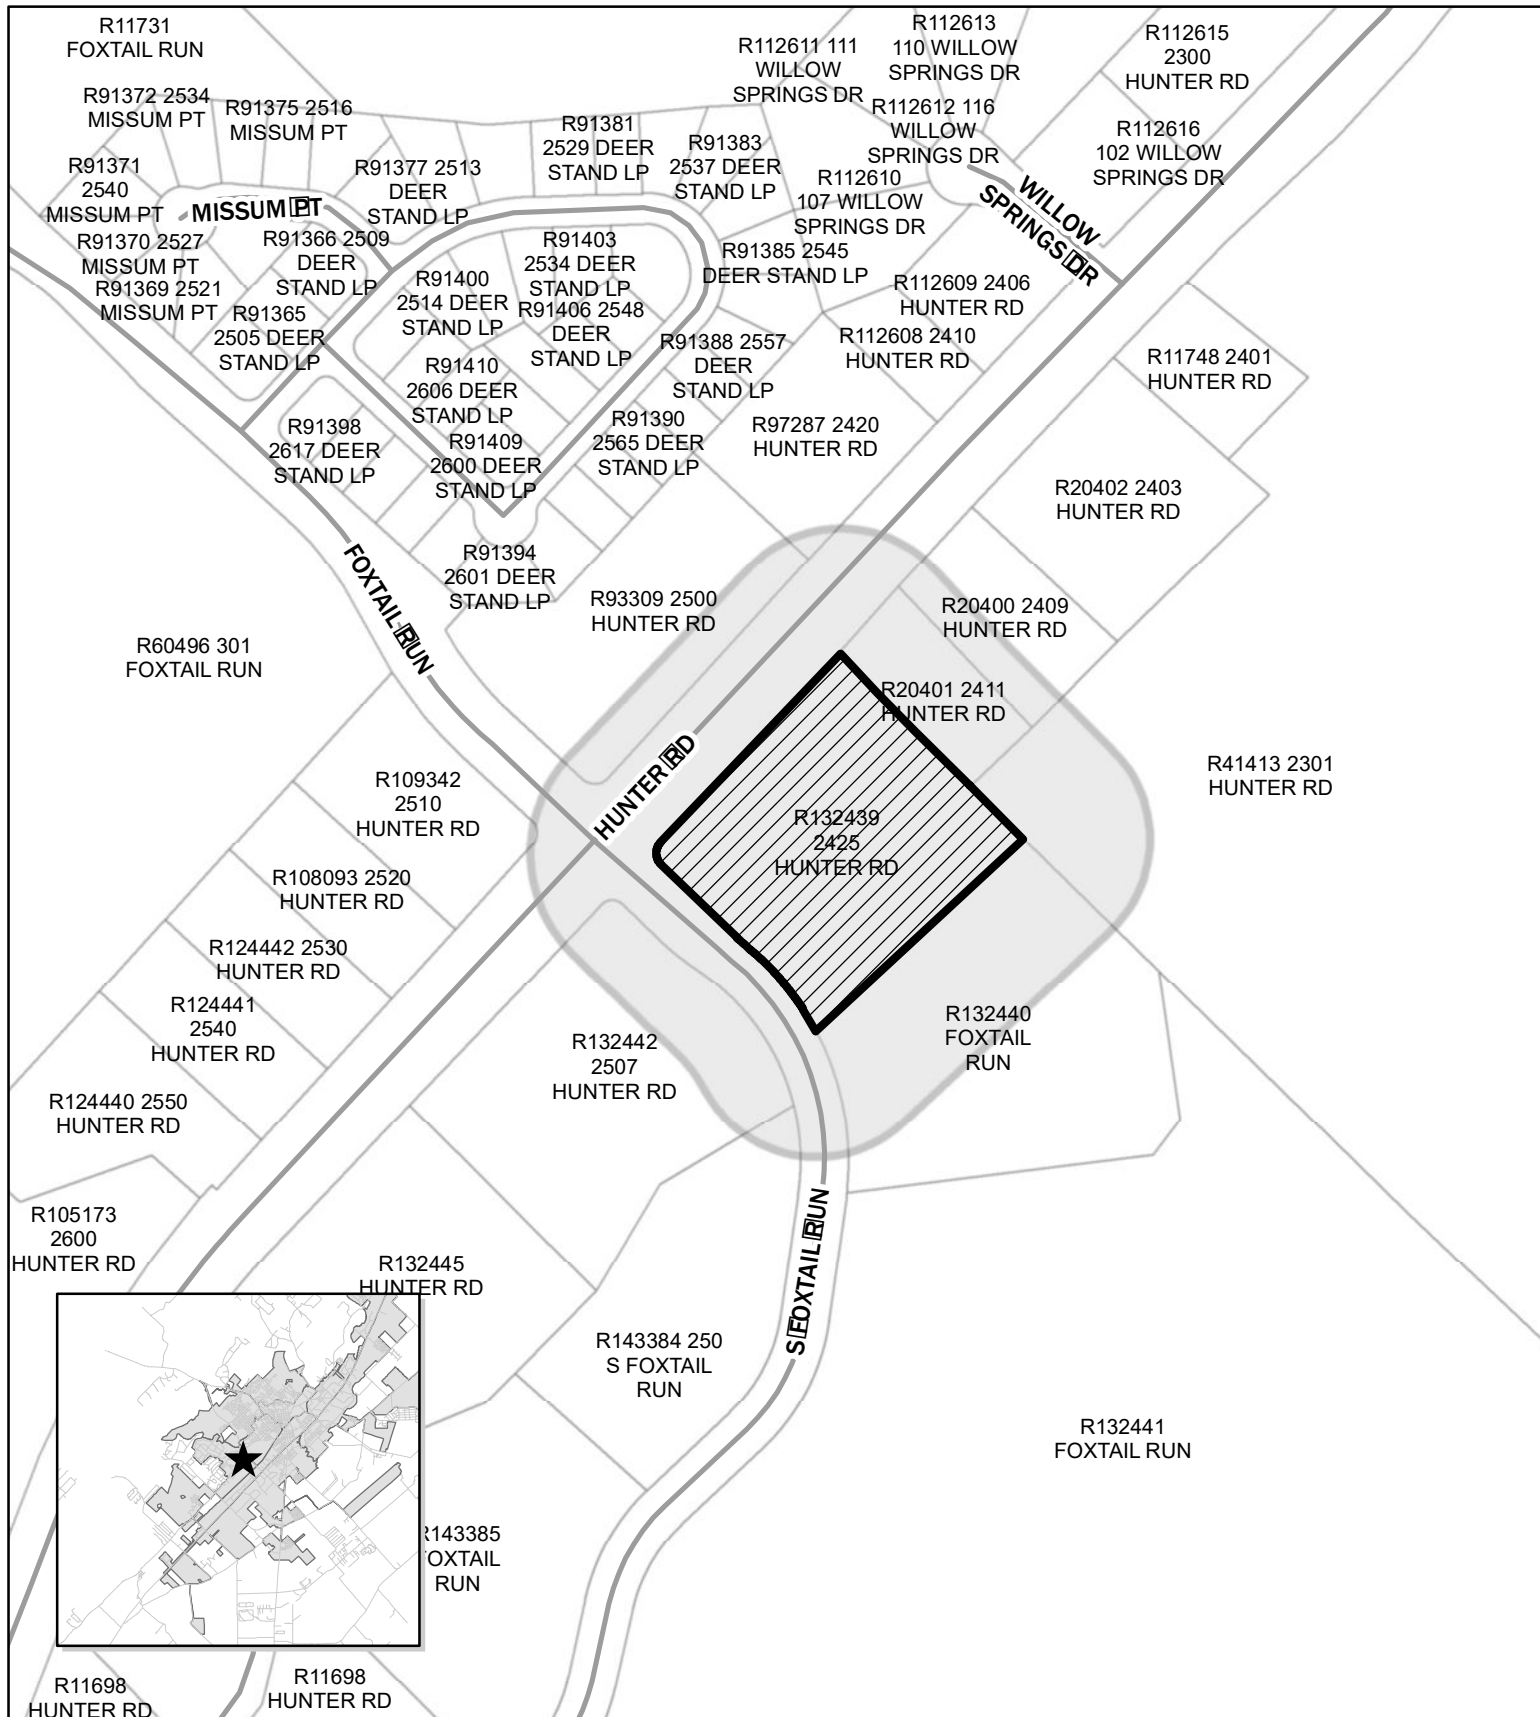 R11731
FOXTAIL RUN
R112611 111
WILLOW
SPRINGS DR
R112613
110 WILLOW
SPRINGS DR
R112615
2300
HUNTER RD
R91372 2534
MISSUM PT
R91375 2516
MISSUM PT
R91381
2529 DEER
STAND LP
R91383
2537 DEER
STAND LP
R112612 116
WILLOW
SPRINGS DR
R112616
102 WILLOW
SPRINGS DR
R91371
2540
MISSUM PT
R91377 2513
DEER
STAND LP
R112610
107 WILLOW
SPRINGS DR
MISSUM PT
WILLOW
SPRINGS DR
R91370 2527
MISSUM PT
R91366 2509
DEER
STAND LP
R91403
2534 DEER
STAND LP
R91385 2545
DEER STAND LP
R91369 2521
MISSUM PT
R91400
2514 DEER
STAND LP
R112609 2406
HUNTER RD
R91365
2505 DEER
STAND LP
R91406 2548
DEER
STAND LP
R91388 2557
DEER
STAND LP
R112608 2410
HUNTER RD
R11748 2401
HUNTER RD
R91410
2606 DEER
STAND LP
R91398
2617 DEER
STAND LP
R91409
2600 DEER
STAND LP
R91390
2565 DEER
STAND LP
R97287 2420
HUNTER RD
R20402 2403
HUNTER RD
R91394
2601 DEER
STAND LP
FOXTAIL RUN
R93309 2500
HUNTER RD
R20400 2409
HUNTER RD
R60496 301
FOXTAIL RUN
R20401 2411
HUNTER RD
HUNTER RD
R41413 2301
HUNTER RD
R109342
2510
HUNTER RD
R132439
2425
HUNTER RD
R108093 2520
HUNTER RD
R124442 2530
HUNTER RD
R124441
2540
HUNTER RD
R132442
2507
HUNTER RD
R132440
FOXTAIL
RUN
R124440 2550
HUNTER RD
R105173
2600
HUNTER RD
S FOXTAIL RUN
R132445
HUNTER RD
R143384 250
S FOXTAIL
RUN
R132441
FOXTAIL RUN
R143385
FOXTAIL
RUN
R11698
HUNTER RD
R11698
HUNTER RD